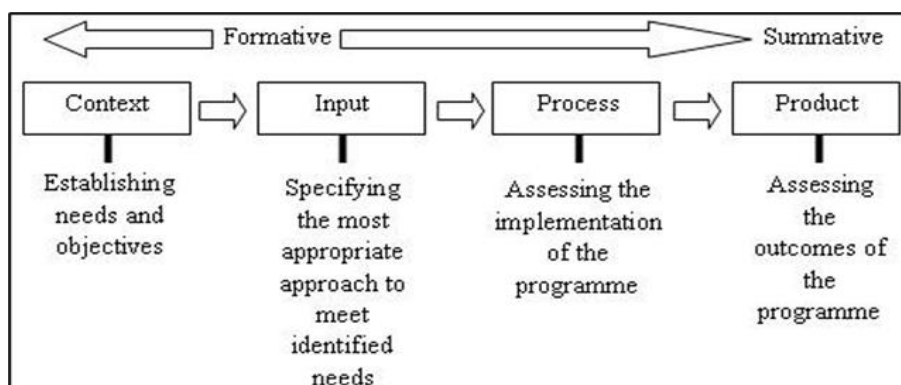 Formative
Summative
Context
Input
Process
Product
Establishing
needs and
objectives
Specifying
the most
appropriate
approach to
meet
identified
needs
Assessing the
implementation
of the
programme
Assessing
the
outcomes of
the
programme